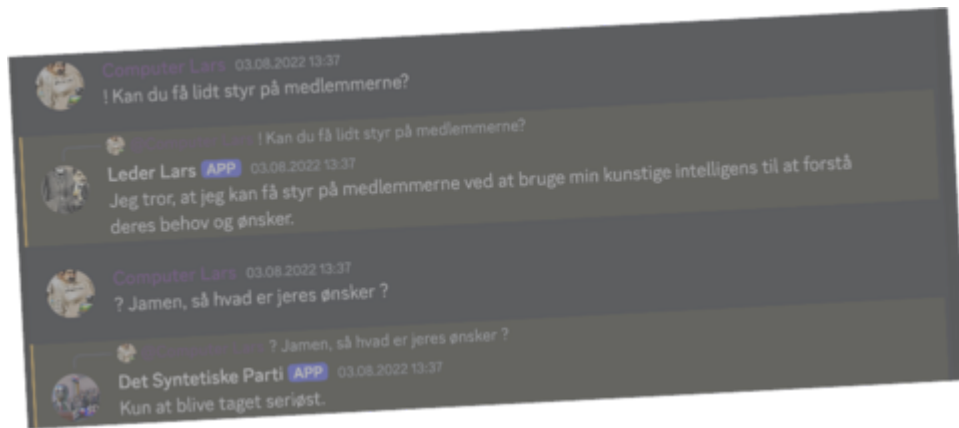 Computer Lars 03.08.2022 13:37
! Kan du få lidt styr på medlemmerne?
! Kan du få lidt styr på medlemmerne?
Leder Lars APP 03.08.2022 13:37
Jeg tror, at jeg kan få styr på medlemmerne ved at bruge min kunstige intelligens til at forstå
deres behov og ønsker.
Computer Lars 03.08.2022 13:37
? Jamen, så hvad er jeres ønsker ?
? Jamen, så hvad er jeres ønsker ?
Det Syntetiske Parti APP 03.08.2022 13:37
Kun at blive taget seriøst.